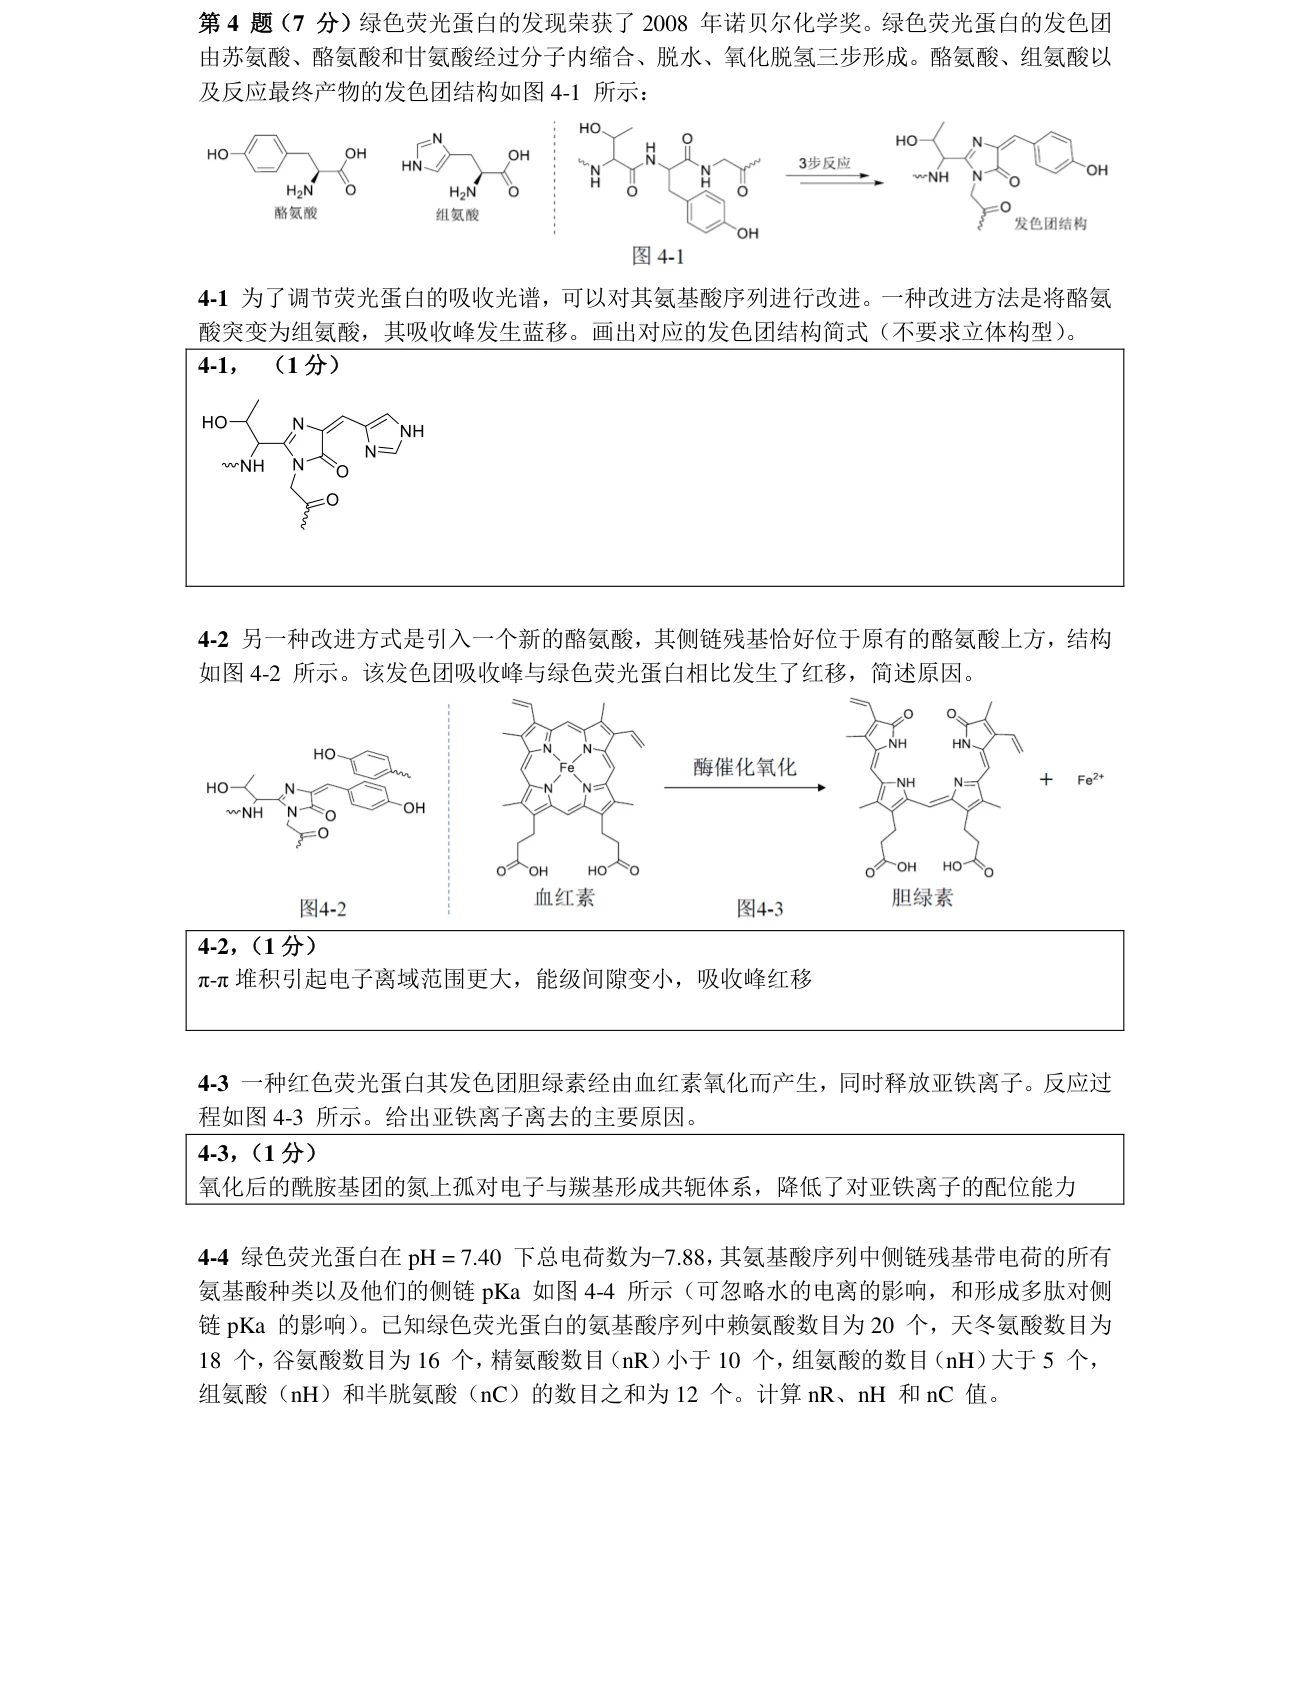 第 4 题（7 分）绿色荧光蛋白的发现荣获了 2008 年诺贝尔化学奖。绿色荧光蛋白的发色团
由苏氨酸、酪氨酸和甘氨酸经过分子内缩合、脱水、氧化脱氢三步形成。酪氨酸、组氨酸以
及反应最终产物的发色团结构如图 4-1 所示：
HO OH O H₂N 酪氨酸
N HN OH O H₂N 组氨酸
HO N H O H N O N H O OH
3步反应
HO N N O NH O OH 发色团结构
图 4-1
4-1 为了调节荧光蛋白的吸收光谱，可以对其氨基酸序列进行改进。一种改进方法是将酪氨
酸突变为组氨酸，其吸收峰发生蓝移。画出对应的发色团结构简式（不要求立体构型）。
4-1， （1 分）
HO N N O NH O N NH
4-2 另一种改进方式是引入一个新的酪氨酸，其侧链残基恰好位于原有的酪氨酸上方，结构
如图 4-2 所示。该发色团吸收峰与绿色荧光蛋白相比发生了红移，简述原因。
HO HO N N O NH O OH
图4-2
N N Fe N N O OH HO O
血红素
酶催化氧化
图4-3
O O NH HN NH N O OH HO O
胆绿素
+ Fe²⁺
4-2，（1 分）
π-π 堆积引起电子离域范围更大，能级间隙变小，吸收峰红移
4-3 一种红色荧光蛋白其发色团胆绿素经由血红素氧化而产生，同时释放亚铁离子。反应过
程如图 4-3 所示。给出亚铁离子离去的主要原因。
4-3，（1 分）
氧化后的酰胺基团的氮上孤对电子与羰基形成共轭体系，降低了对亚铁离子的配位能力
4-4 绿色荧光蛋白在 pH = 7.40 下总电荷数为−7.88，其氨基酸序列中侧链残基带电荷的所有
氨基酸种类以及他们的侧链 pKa 如图 4-4 所示（可忽略水的电离的影响，和形成多肽对侧
链 pKa 的影响）。已知绿色荧光蛋白的氨基酸序列中赖氨酸数目为 20 个，天冬氨酸数目为
18 个，谷氨酸数目为 16 个，精氨酸数目（nR）小于 10 个，组氨酸的数目（nH）大于 5 个，
组氨酸（nH）和半胱氨酸（nC）的数目之和为 12 个。计算 nR、nH 和 nC 值。